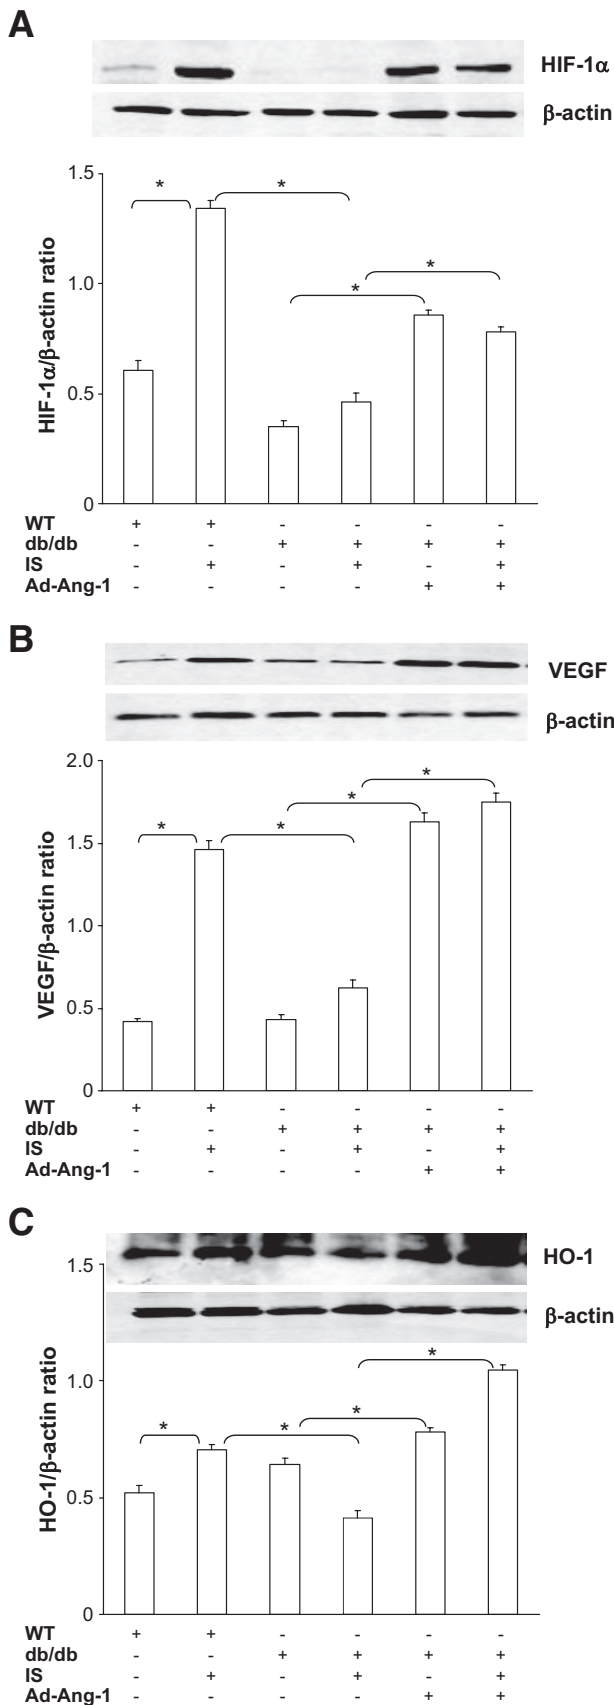 A
HIF-1α
β-actin
1.5
1.0
0.5
0
HIF-1α/β-actin ratio
* *
*
*
WT + + - - - -
db/db - - + + + +
IS - + - + - +
Ad-Ang-1 - - - - + +
B
VEGF
β-actin
2.0
1.5
1.0
0.5
0
VEGF/β-actin ratio
*
*
* *
WT + + - - - -
db/db - - + + + +
IS - + - + - +
Ad-Ang-1 - - - - + +
C
HO-1
β-actin
1.5
1.0
0.5
0
HO-1/β-actin ratio
*
*
* *
WT + + - - - -
db/db - - + + + +
IS - + - + - +
Ad-Ang-1 - - - - + +